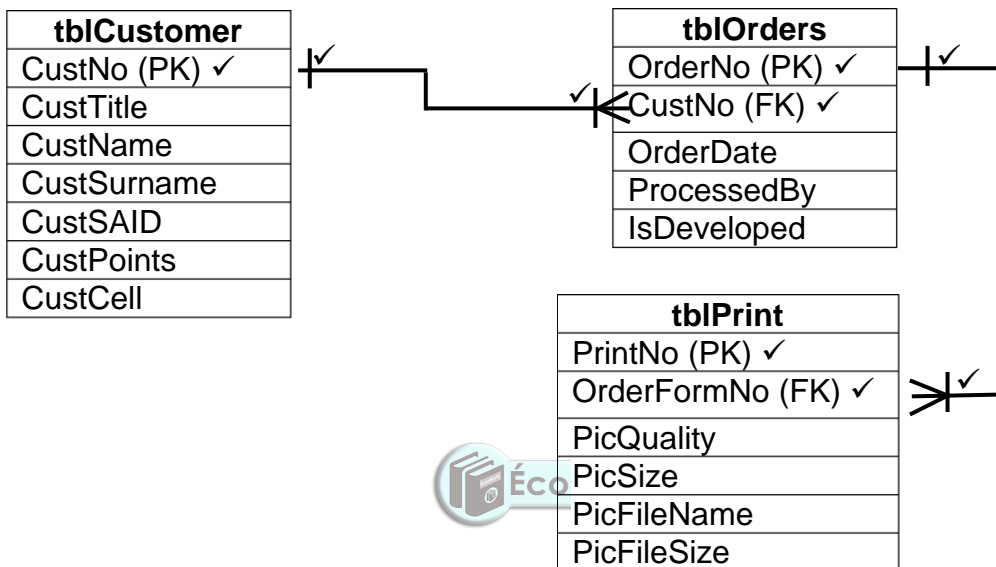 tblCustomer
CustNo (PK) ✓
CustTitle
CustName
CustSurname
CustSAID
CustPoints
CustCell
✓
✓
tblOrders
OrderNo (PK) ✓
CustNo (FK) ✓
OrderDate
ProcessedBy
IsDeveloped
✓
tblPrint
PrintNo (PK) ✓
OrderFormNo (FK) ✓
PicQuality
PicSize
PicFileName
PicFileSize
✓